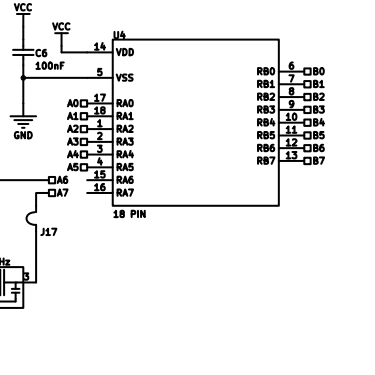 VCC
VCC
U4
C6
100nF
14 VDD
5 VSS
GND
A0 17 RA0
A1 18 RA1
A2 1 RA2
A3 2 RA3
A4 3 RA4
A5 4 RA5
A6 15 RA6
A7 16 RA7
RB0 6 B0
RB1 7 B1
RB2 8 B2
RB3 9 B3
RB4 10 B4
RB5 11 B5
RB6 12 B6
RB7 13 B7
18 PIN
J17
Hz
3